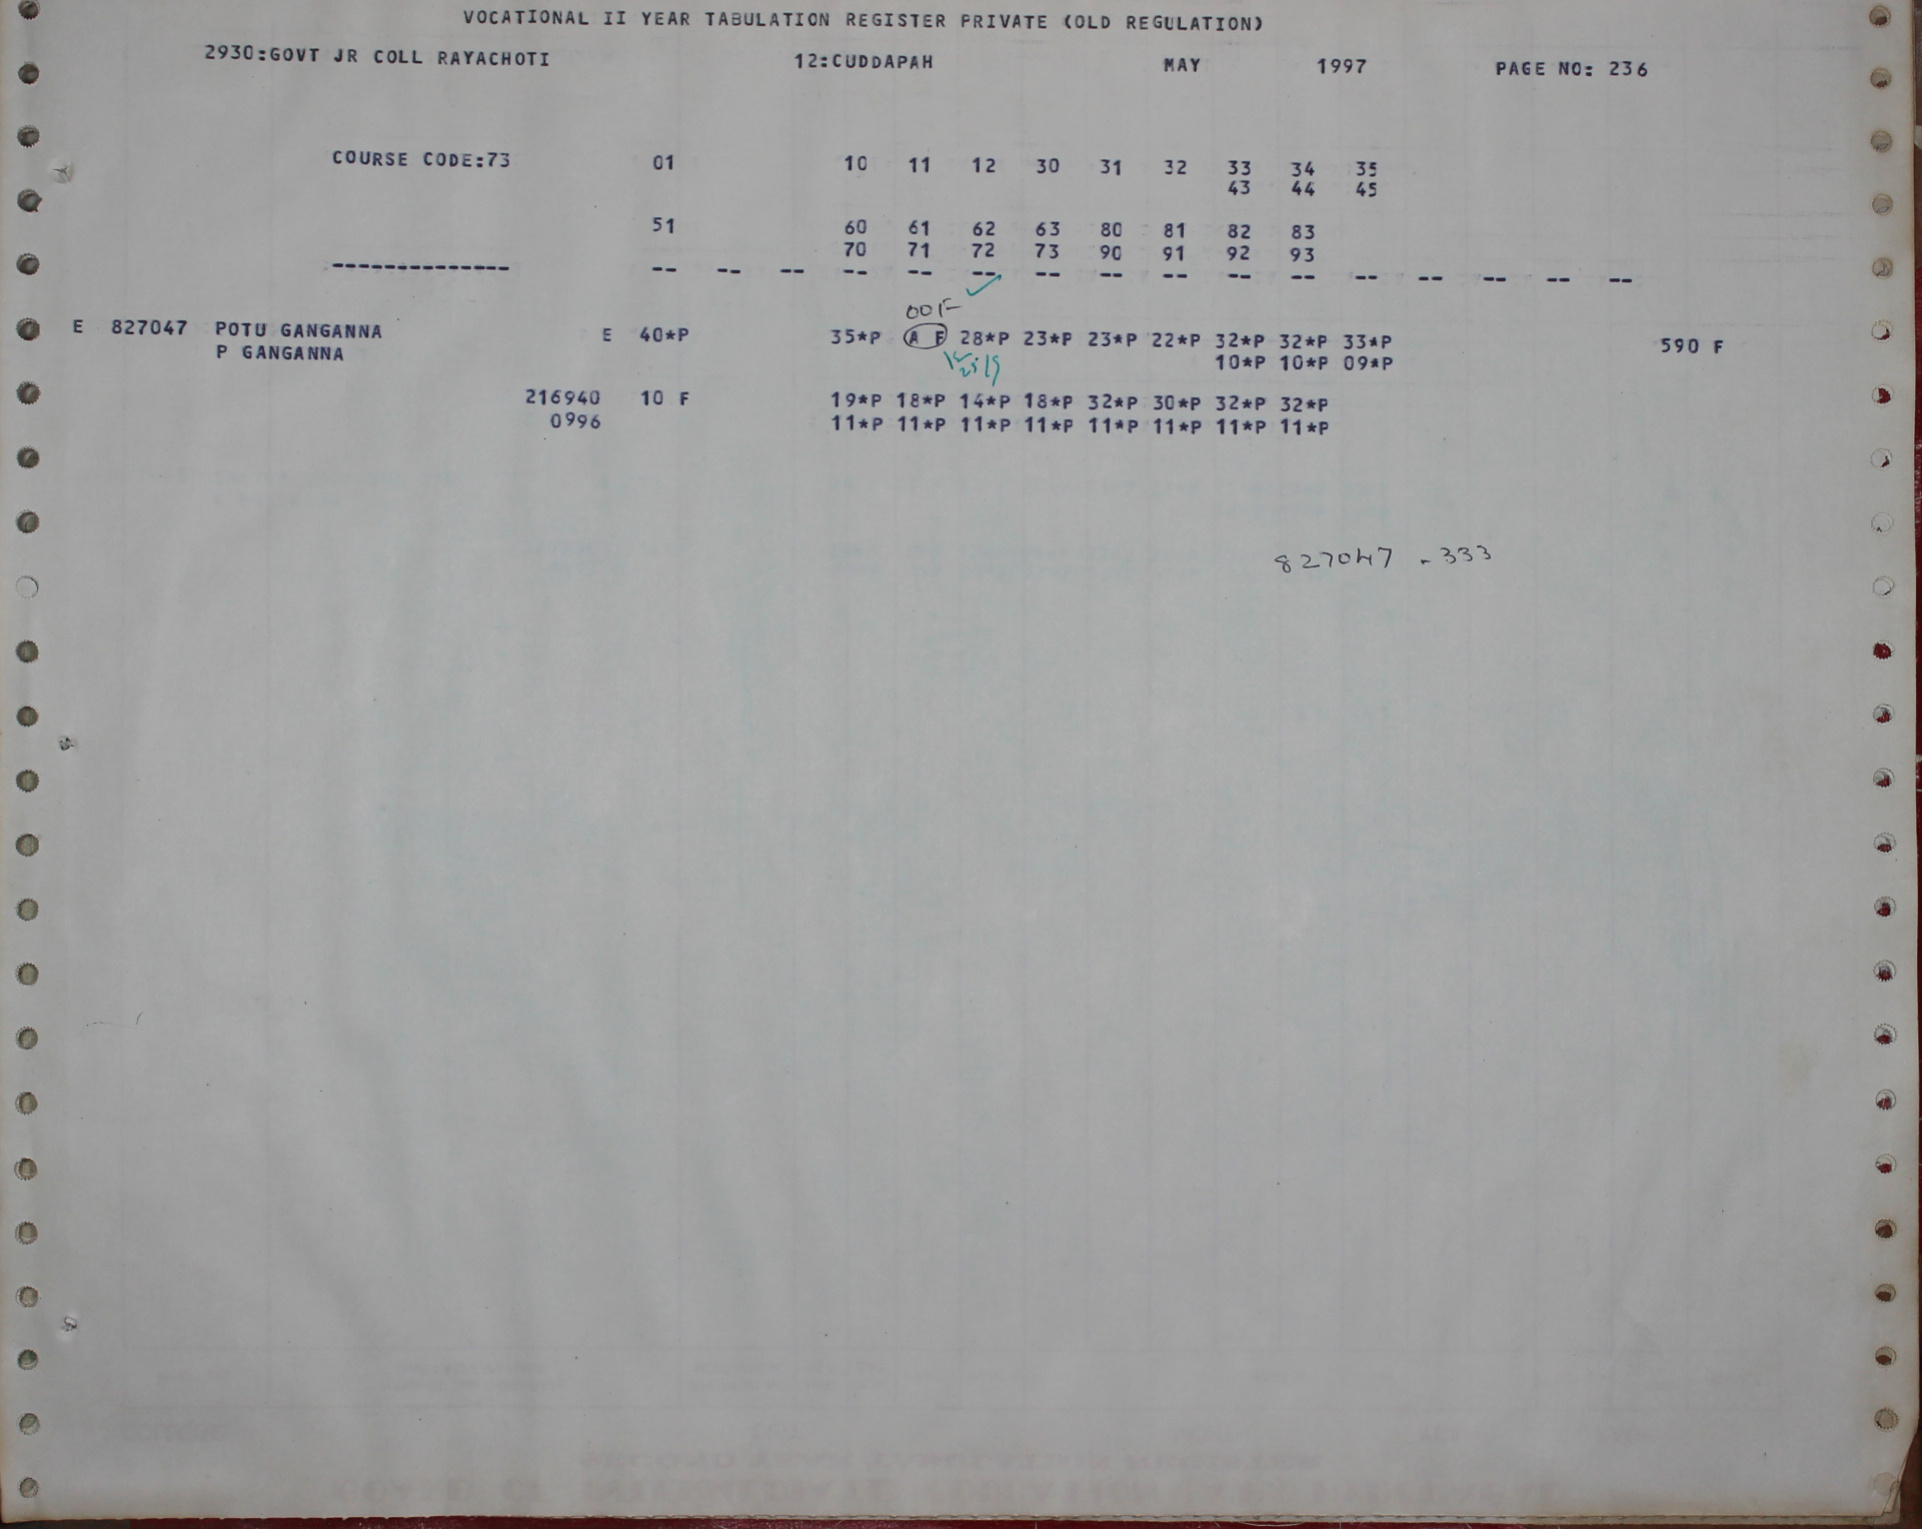 VOCATIONAL II YEAR TABULATION REGISTER PRIVATE (OLD REGULATION)
2930:GOVT JR COLL RAYACHOTI 12:CUDDAPAH MAY 1997 PAGE NO: 236
COURSE CODE:73 01 10 11 12 30 31 32 33 34 35
43 44 45
51 60 61 62 63 80 81 82 83
70 71 72 73 90 91 92 93
-------------- -- -- -- -- -- -- -- -- -- -- -- -- -- -- -- --
00F
E 827047 POTU GANGANNA E 40*P 35*P A F 28*P 23*P 23*P 22*P 32*P 32*P 33*P 590 F
P GANGANNA 10*P 10*P 09*P
216940 10 F 19*P 18*P 14*P 18*P 32*P 30*P 32*P 32*P
0996 11*P 11*P 11*P 11*P 11*P 11*P 11*P 11*P
827047 - 333